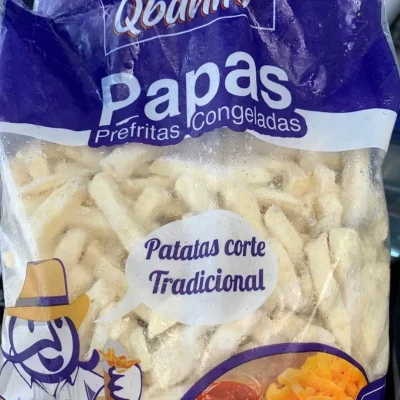 Papas
Prefritas Congeladas
Patatas corte
Tradicional